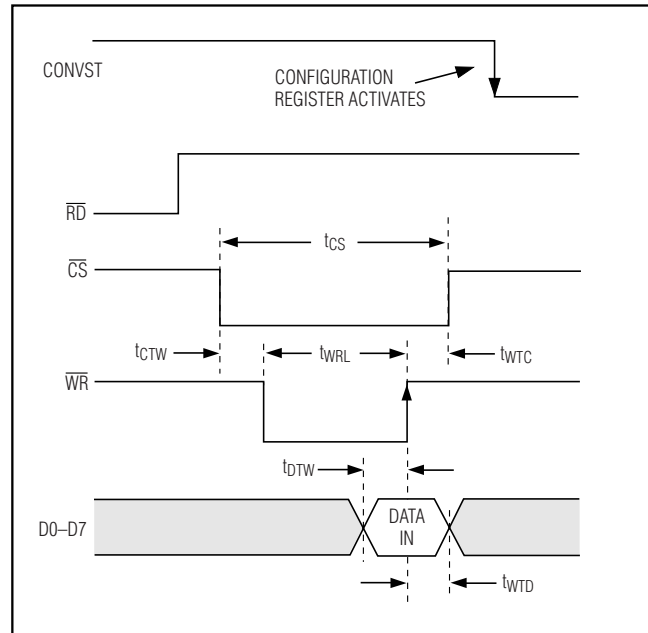 CONVST
CONFIGURATION
REGISTER ACTIVATES
RD
tCS
CS
tCTW
tWRL
tWTC
WR
tDTW
D0–D7
DATA
IN
tWTD